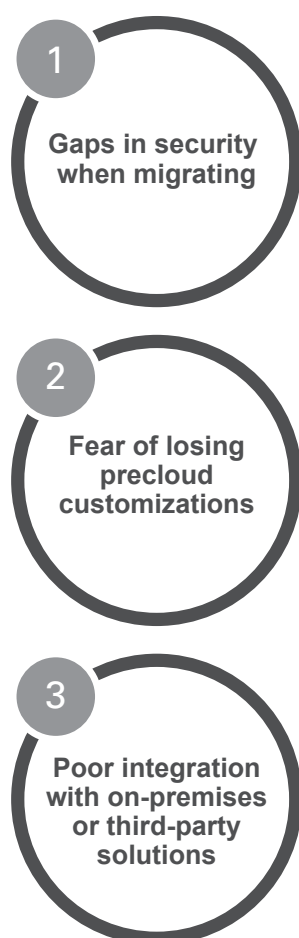 1
Gaps in security
when migrating
2
Fear of losing
precloud
customizations
3
Poor integration
with on-premises
or third-party
solutions